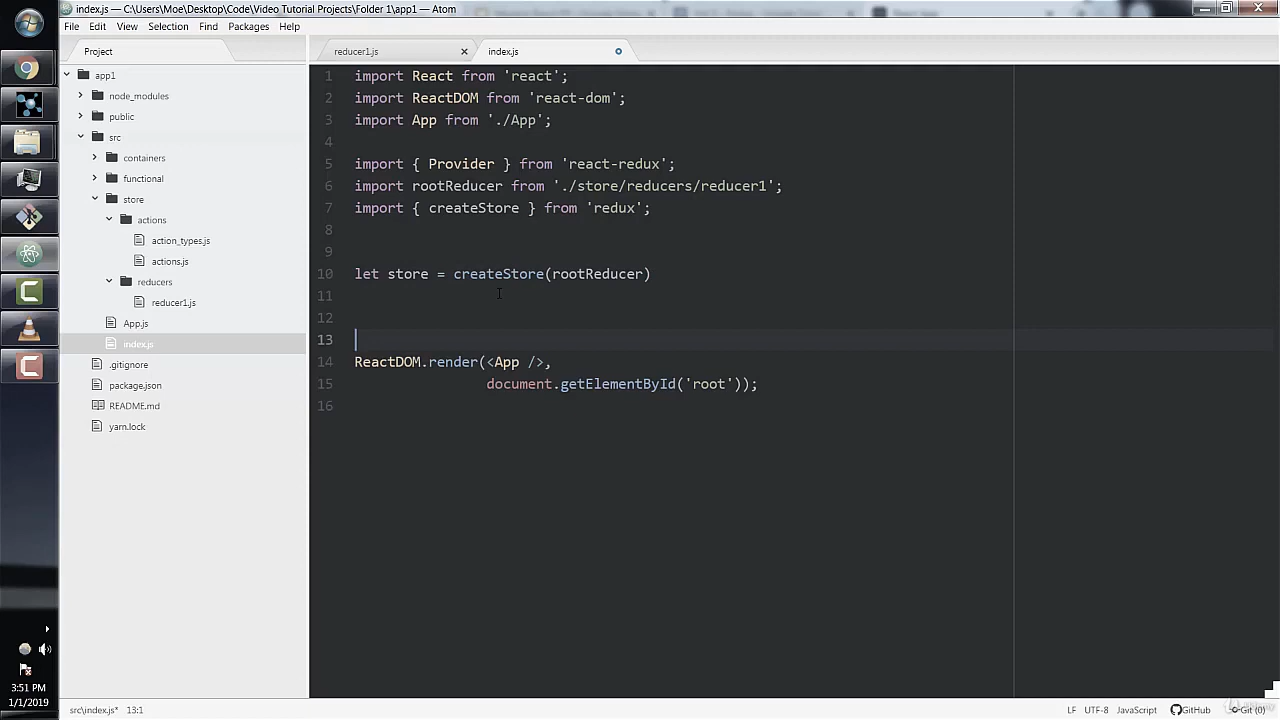 index.js — C:\Users\Moe\Desktop\Code\Video Tutorial Projects\Folder 1\app1 — Atom
File Edit View Selection Find Packages Help
Project
reducer1.js
index.js
app1
node_modules
public
src
containers
functional
store
actions
action_types.js
actions.js
reducers
reducer1.js
App.js
index.js
.gitignore
package.json
README.md
yarn.lock
1 import React from 'react';
2 import ReactDOM from 'react-dom';
3 import App from './App';
4
5 import { Provider } from 'react-redux';
6 import rootReducer from './store/reducers/reducer1';
7 import { createStore } from 'redux';
8
9
10 let store = createStore(rootReducer)
11
12
13
14 ReactDOM.render(<App />,
15 document.getElementById('root'));
16
3:51 PM
1/1/2019
src\index.js* 13:1
LF UTF-8 JavaScript GitHub Git (0)